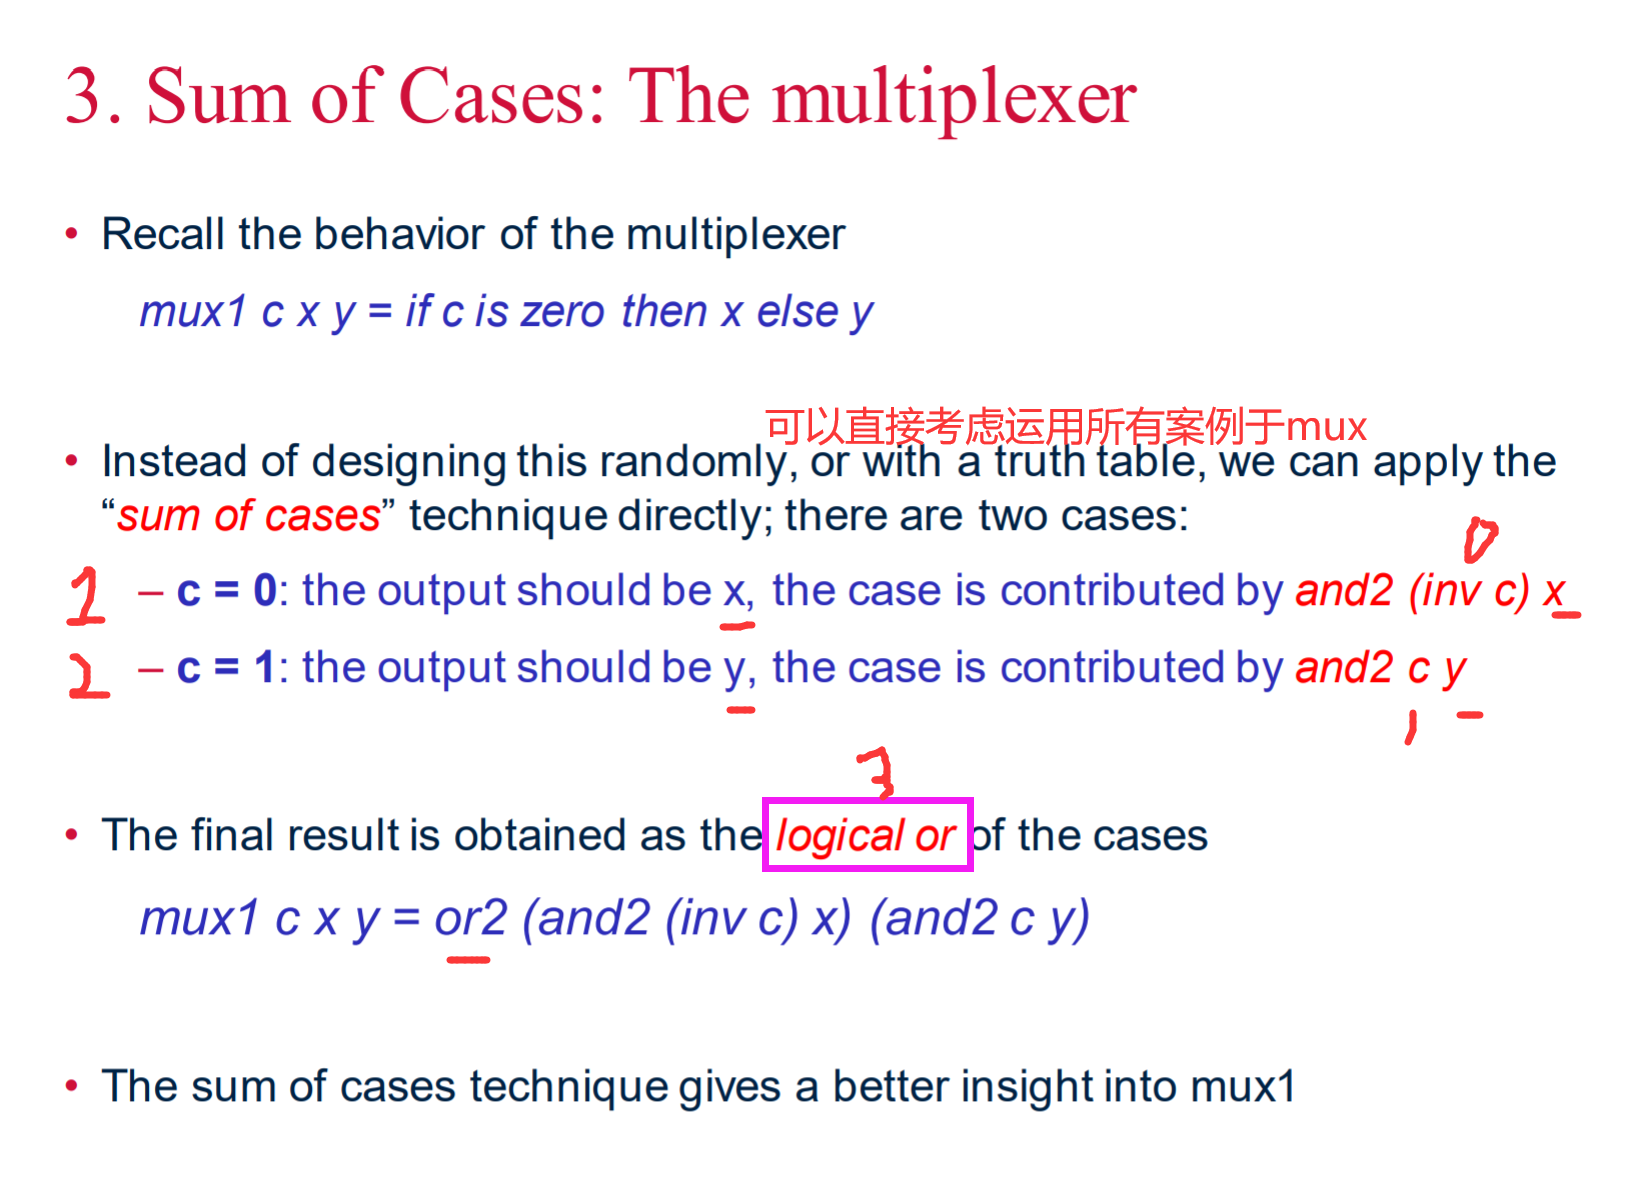 3. Sum of Cases: The multiplexer
• Recall the behavior of the multiplexer
mux1 c x y = if c is zero then x else y
可以直接考虑运用所有案例于mux
• Instead of designing this randomly, or with a truth table, we can apply the
“sum of cases” technique directly; there are two cases:
0
1 – c = 0: the output should be x, the case is contributed by and2 (inv c) x
2 – c = 1: the output should be y, the case is contributed by and2 c y
1
3
• The final result is obtained as the logical or of the cases
mux1 c x y = or2 (and2 (inv c) x) (and2 c y)
• The sum of cases technique gives a better insight into mux1